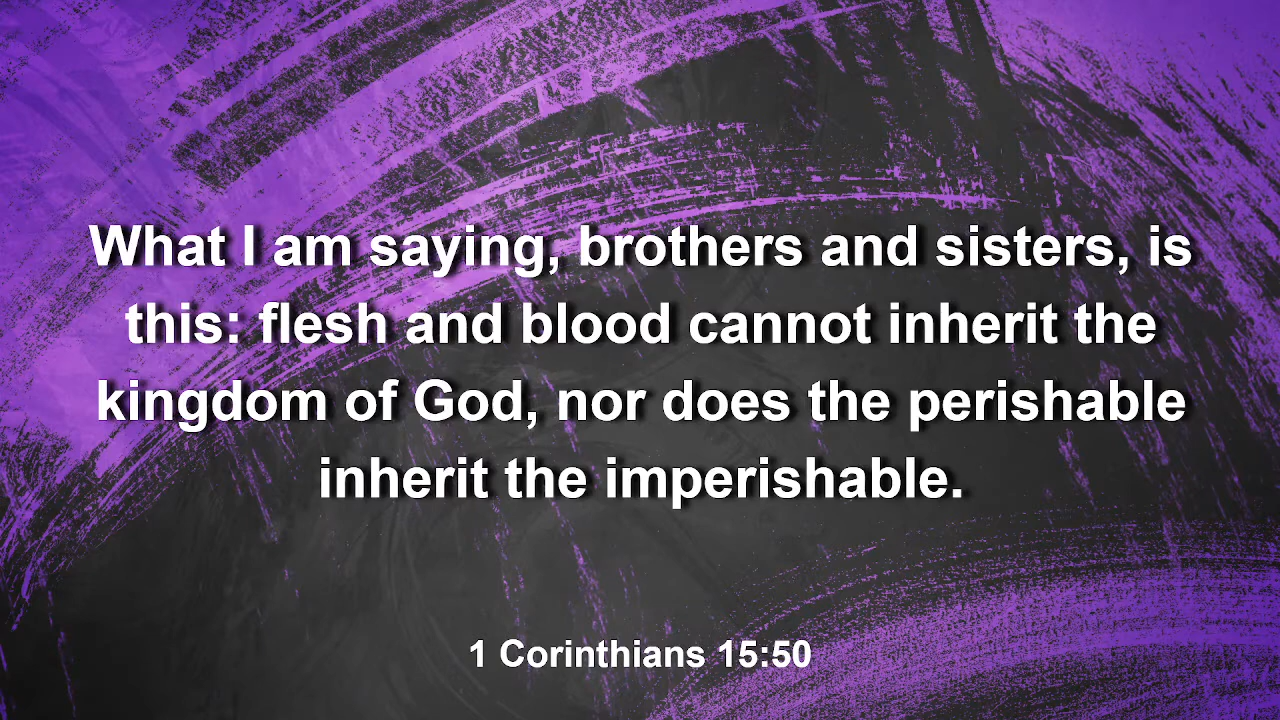 What I am saying, brothers and sisters, is
this: flesh and blood cannot inherit the
kingdom of God, nor does the perishable
inherit the imperishable.
1 Corinthians 15:50